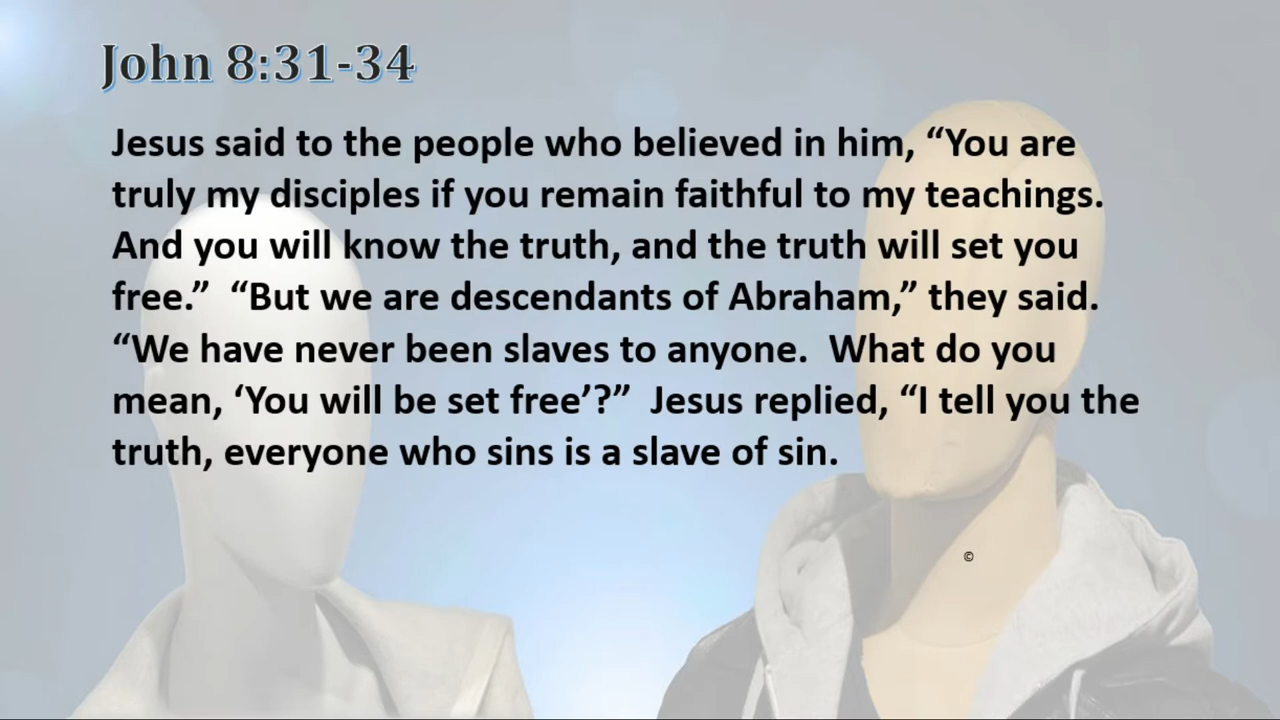 John 8:31-34
Jesus said to the people who believed in him, “You are
truly my disciples if you remain faithful to my teachings.
And you will know the truth, and the truth will set you
free.”  “But we are descendants of Abraham,” they said.
“We have never been slaves to anyone.  What do you
mean, ‘You will be set free’?”  Jesus replied, “I tell you the
truth, everyone who sins is a slave of sin.
©